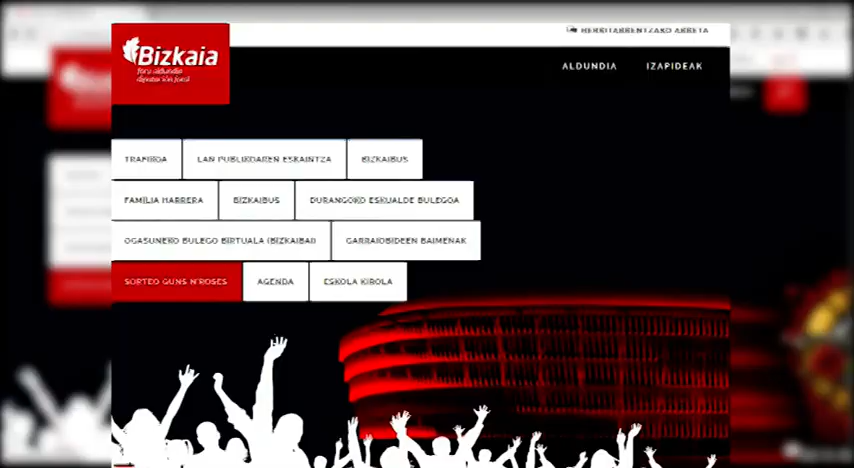 HERRITARRENTZAKO ARRETA
Bizkaia
foru aldundia
diputación foral
ALDUNDIA IZAPIDEAK
TRAFIKOA LAN PUBLIKOAREN ESKAINTZA BIZKAIBUS
FAMILIA HARRERA BIZKAIBUS DURANGOKO ESKUALDE BULEGOA
OGASUNEKO BULEGO BIRTUALA (BIZKAIBAI) GARRAIOBIDEEN BAIMENAK
SORTEO GUNS N'ROSES AGENDA ESKOLA KIROLA